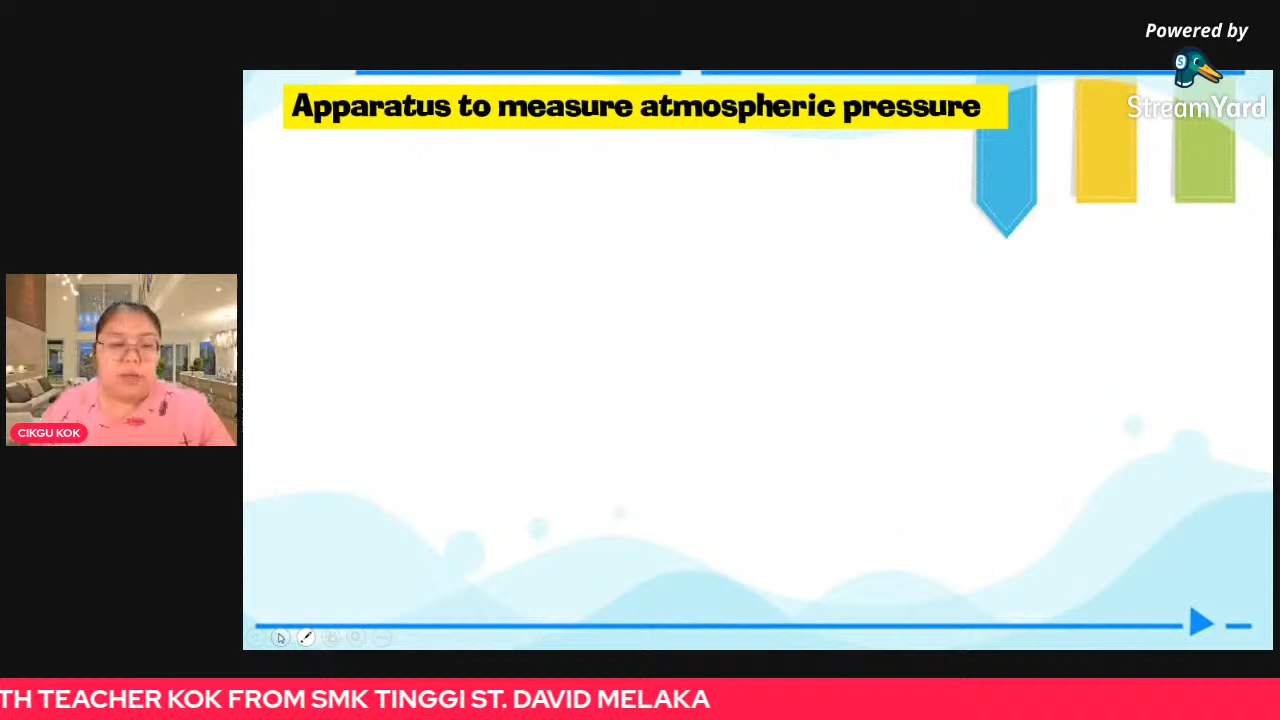 Powered by
StreamYard
Apparatus to measure atmospheric pressure
CIKGU KOK
TH TEACHER KOK FROM SMK TINGGI ST. DAVID MELAKA